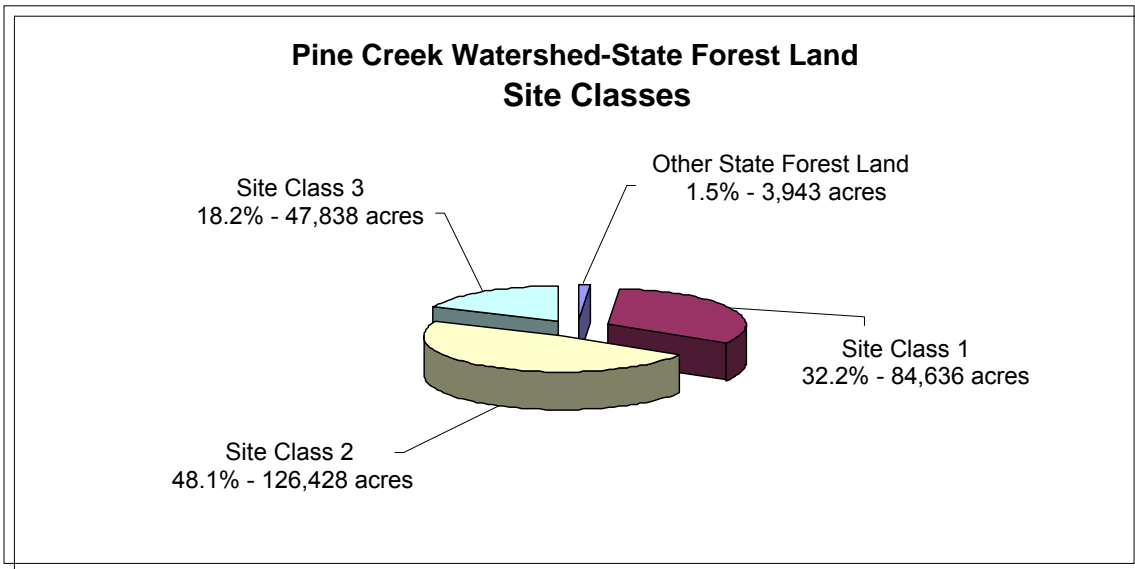 Pine Creek Watershed-State Forest Land
Site Classes
Other State Forest Land
1.5% - 3,943 acres
Site Class 3
18.2% - 47,838 acres
Site Class 1
32.2% - 84,636 acres
Site Class 2
48.1% - 126,428 acres